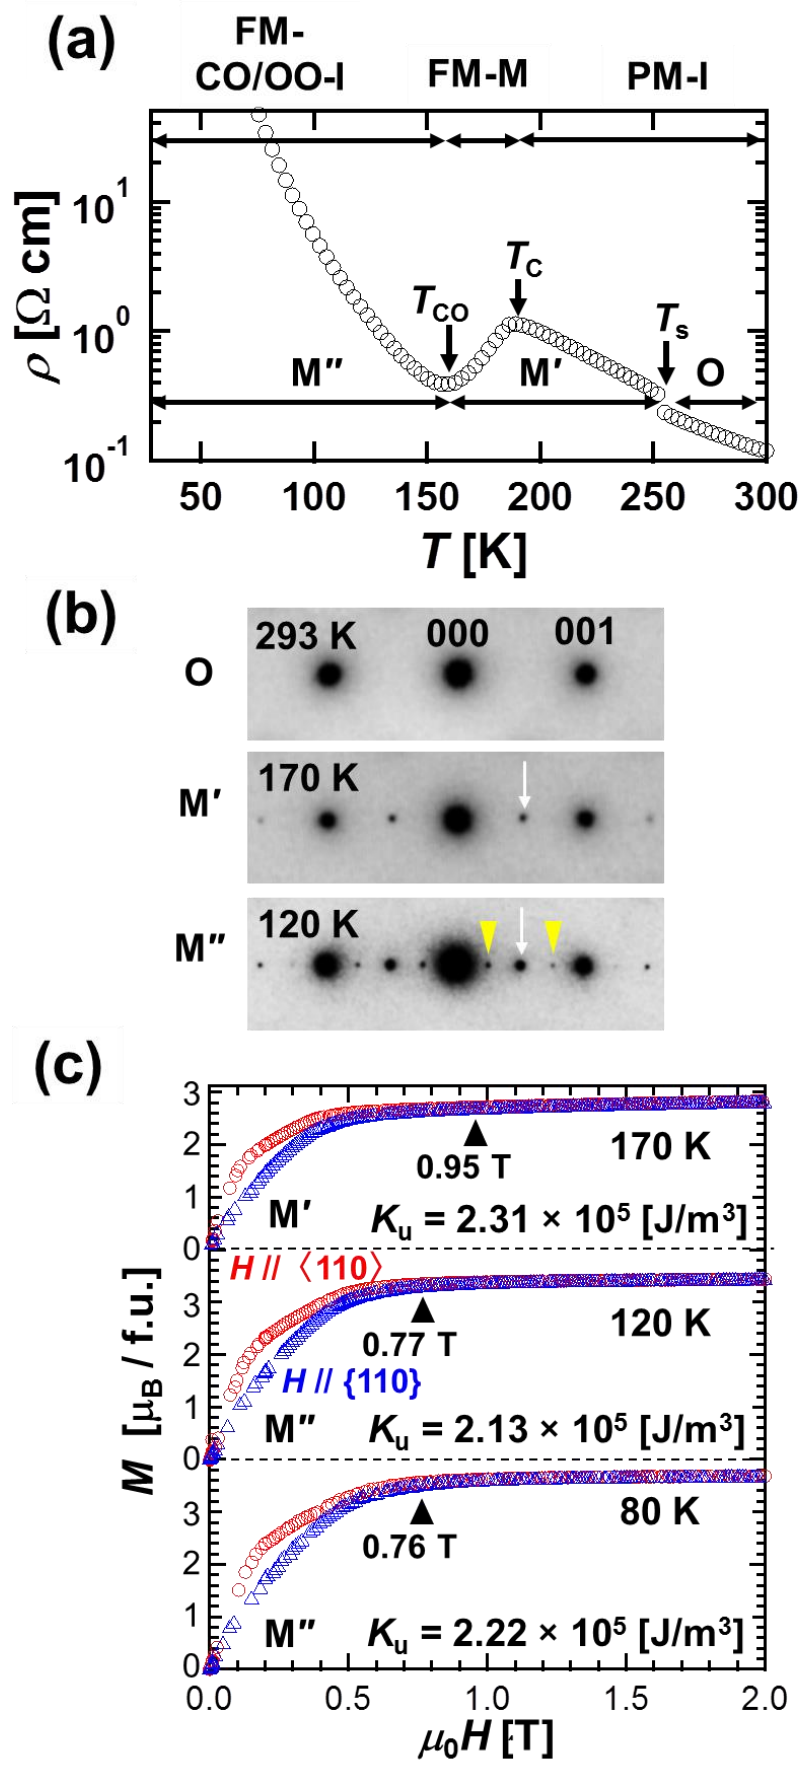 (a)
FM-
CO/OO-I
FM-M
PM-I
10¹
10⁰
10⁻¹
ρ [Ω cm]
T_CO
T_C
T_s
M″
M′
O
50 100 150 200 250 300
T [K]
(b)
O
293 K 000 001
M′
170 K
M″
120 K
(c)
3
2
1
0
170 K
0.95 T
M′ K_u = 2.31 × 10⁵ [J/m³]
H // 〈110〉
3
2
1
0
120 K
0.77 T
H // {110}
M″ K_u = 2.13 × 10⁵ [J/m³]
3
2
1
0
80 K
0.76 T
M″ K_u = 2.22 × 10⁵ [J/m³]
M [μ_B / f.u.]
0.0 0.5 1.0 1.5 2.0
μ₀H [T]